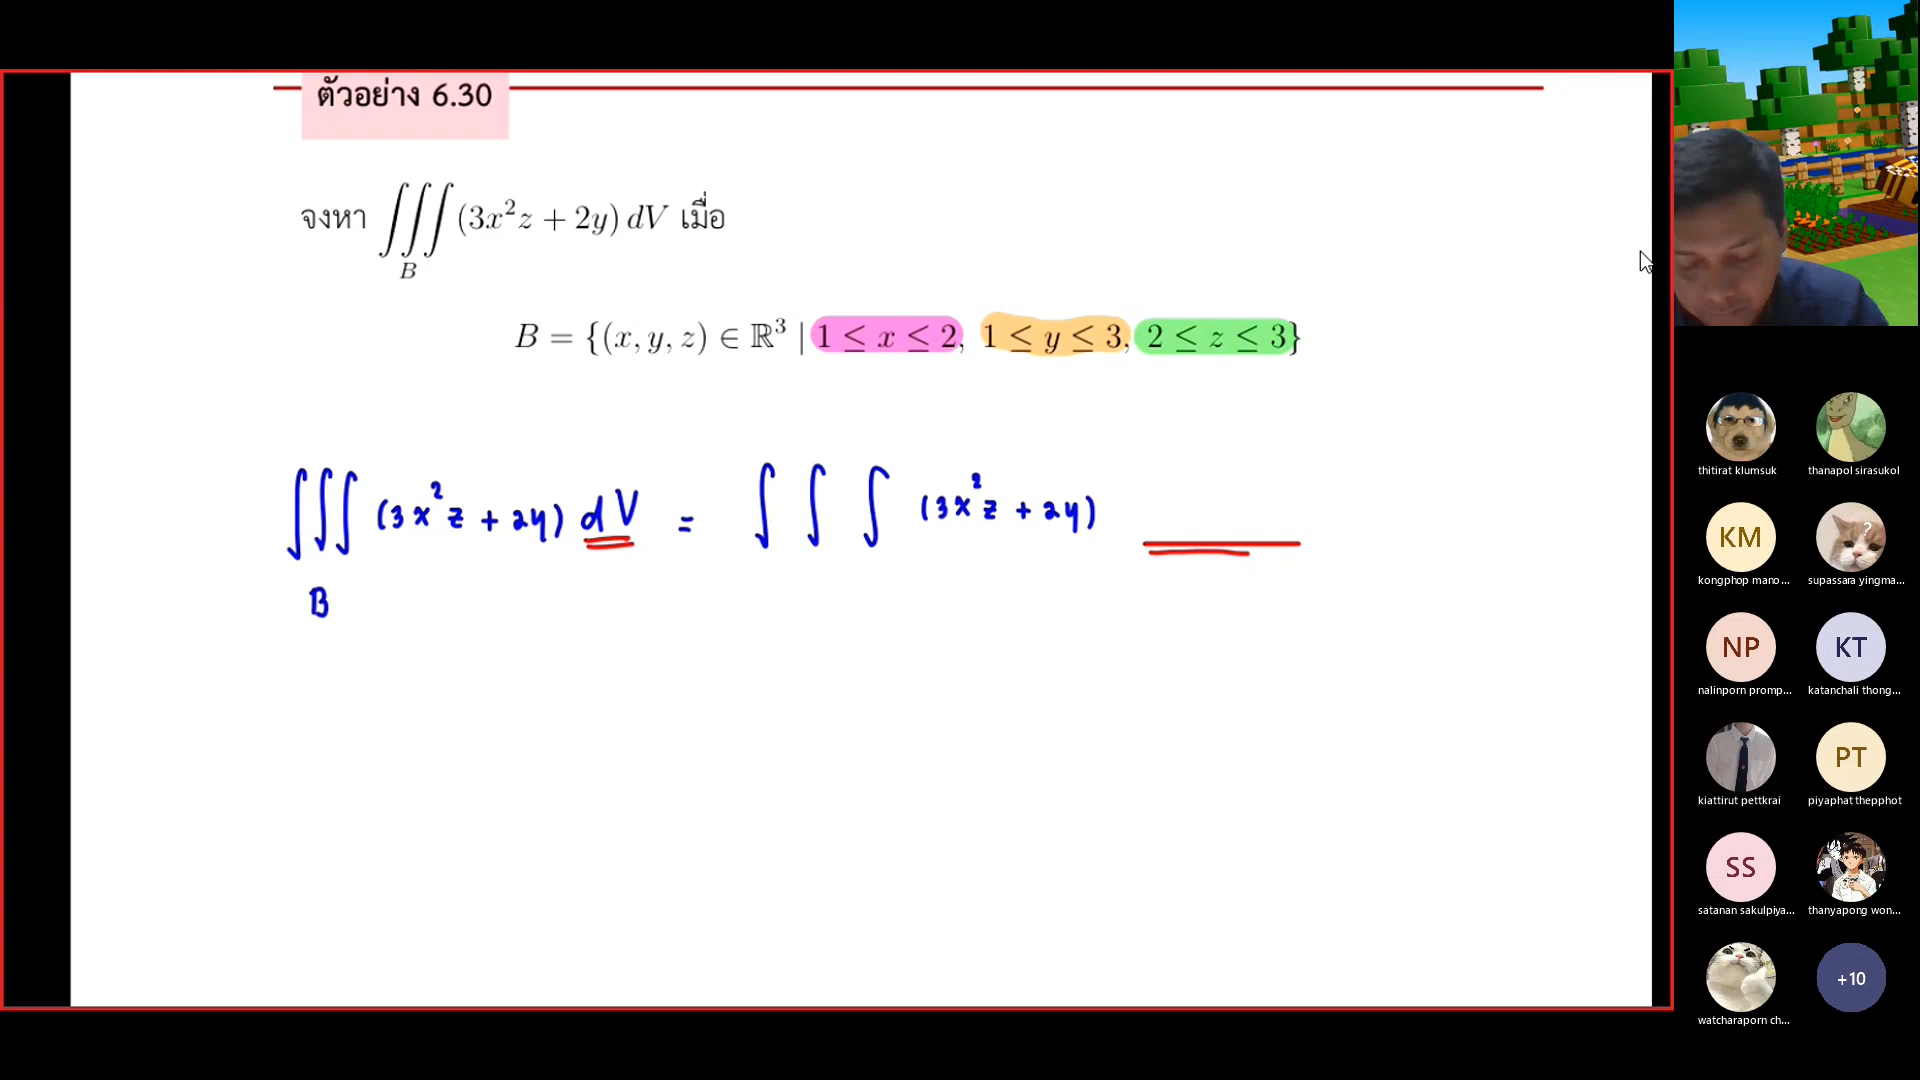 ตัวอย่าง 6.30
จงหา ∭ (3x²z + 2y) dV เมื่อ
B
B = {(x, y, z) ∈ ℝ³ | 1 ≤ x ≤ 2, 1 ≤ y ≤ 3, 2 ≤ z ≤ 3}
∭ (3x²z + 2y) dV = ∫ ∫ ∫ (3x²z + 2y)
B
thitirat klumsuk
thanapol sirasukol
KM
?
kongphop mano...
supassara yingma...
NP
KT
nalinporn promp...
katanchali thong...
PT
kiattirut pettkrai
piyaphat thepphot
SS
satanan sakulpiya...
thanyapong won...
+10
watcharaporn ch...